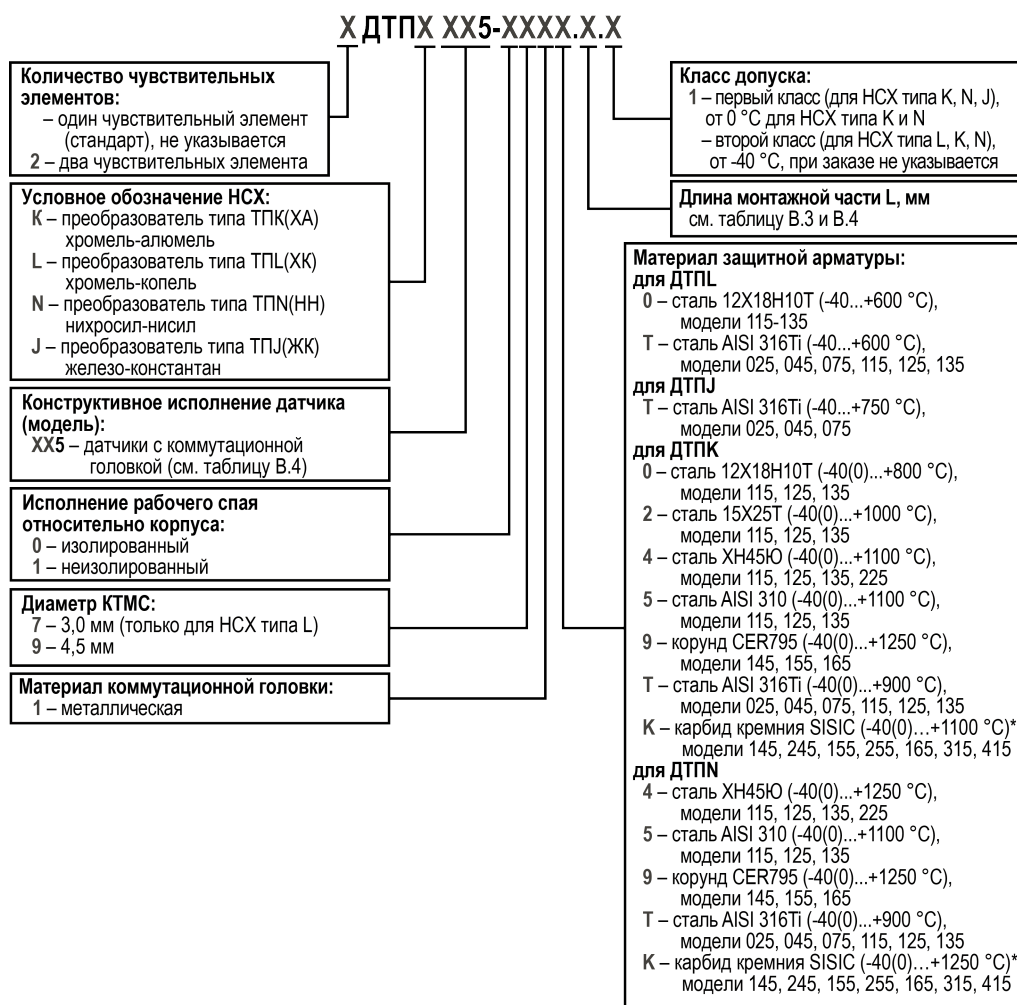 Х ДТПХ ХХ5-ХХХХ.Х.Х
Количество чувствительных
элементов:
– один чувствительный элемент
(стандарт), не указывается
2 – два чувствительных элемента
Условное обозначение НСХ:
К – преобразователь типа ТПК(ХА)
хромель-алюмель
L – преобразователь типа ТПL(ХК)
хромель-копель
N – преобразователь типа ТПN(НН)
нихросил-нисил
J – преобразователь типа ТПJ(ЖК)
железо-константан
Конструктивное исполнение датчика
(модель):
ХХ5 – датчики с коммутационной
головкой (см. таблицу В.4)
Исполнение рабочего спая
относительно корпуса:
0 – изолированный
1 – неизолированный
Диаметр КТМС:
7 – 3,0 мм (только для НСХ типа L)
9 – 4,5 мм
Материал коммутационной головки:
1 – металлическая
Класс допуска:
1 – первый класс (для НСХ типа K, N, J),
от 0 °С для НСХ типа K и N
– второй класс (для НСХ типа L, K, N),
от -40 °С, при заказе не указывается
Длина монтажной части L, мм
см. таблицу В.3 и В.4
Материал защитной арматуры:
для ДТПL
0 – сталь 12Х18Н10Т (-40...+600 °С),
модели 115-135
Т – сталь AISI 316Ti (-40...+600 °С),
модели 025, 045, 075, 115, 125, 135
для ДТПJ
Т – сталь AISI 316Ti (-40...+750 °С),
модели 025, 045, 075
для ДТПК
0 – сталь 12Х18Н10Т (-40(0)...+800 °С),
модели 115, 125, 135
2 – сталь 15Х25Т (-40(0)...+1000 °С),
модели 115, 125, 135
4 – сталь ХН45Ю (-40(0)...+1100 °С),
модели 115, 125, 135, 225
5 – сталь AISI 310 (-40(0)...+1100 °С),
модели 115, 125, 135
9 – корунд CER795 (-40(0)...+1250 °С),
модели 145, 155, 165
Т – сталь AISI 316Ti (-40(0)...+900 °С),
модели 025, 045, 075, 115, 125, 135
К – карбид кремния SISIC (-40(0)...+1100 °С)*
модели 145, 245, 155, 255, 165, 315, 415
для ДТПN
4 – сталь ХН45Ю (-40(0)...+1250 °С),
модели 115, 125, 135, 225
5 – сталь AISI 310 (-40(0)...+1100 °С),
модели 115, 125, 135
9 – корунд CER795 (-40(0)...+1250 °С),
модели 145, 155, 165
Т – сталь AISI 316Ti (-40(0)...+900 °С),
модели 025, 045, 075, 115, 125, 135
К – карбид кремния SISIC (-40(0)...+1250 °С)*
модели 145, 245, 155, 255, 165, 315, 415